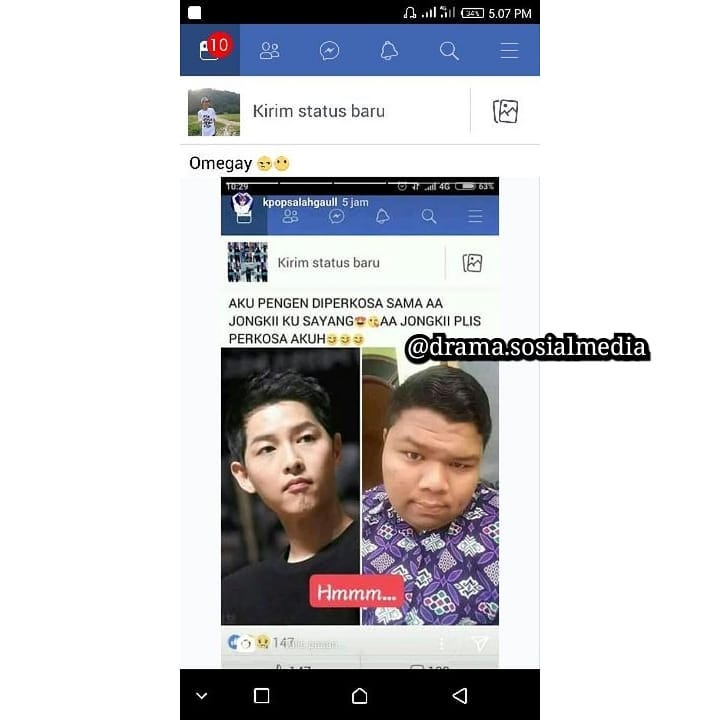 34%
5.07 PM
10
Kirim status baru
Omegay
10:29
4G
63%
kpopsalahgaull 5 jam
Kirim status baru
AKU PENGEN DIPERKOSA SAMA AA
JONGKII KU SAYANG AA JONGKII PLIS
PERKOSA AKUH
@drama.sosialmedia
Hmmm...
147